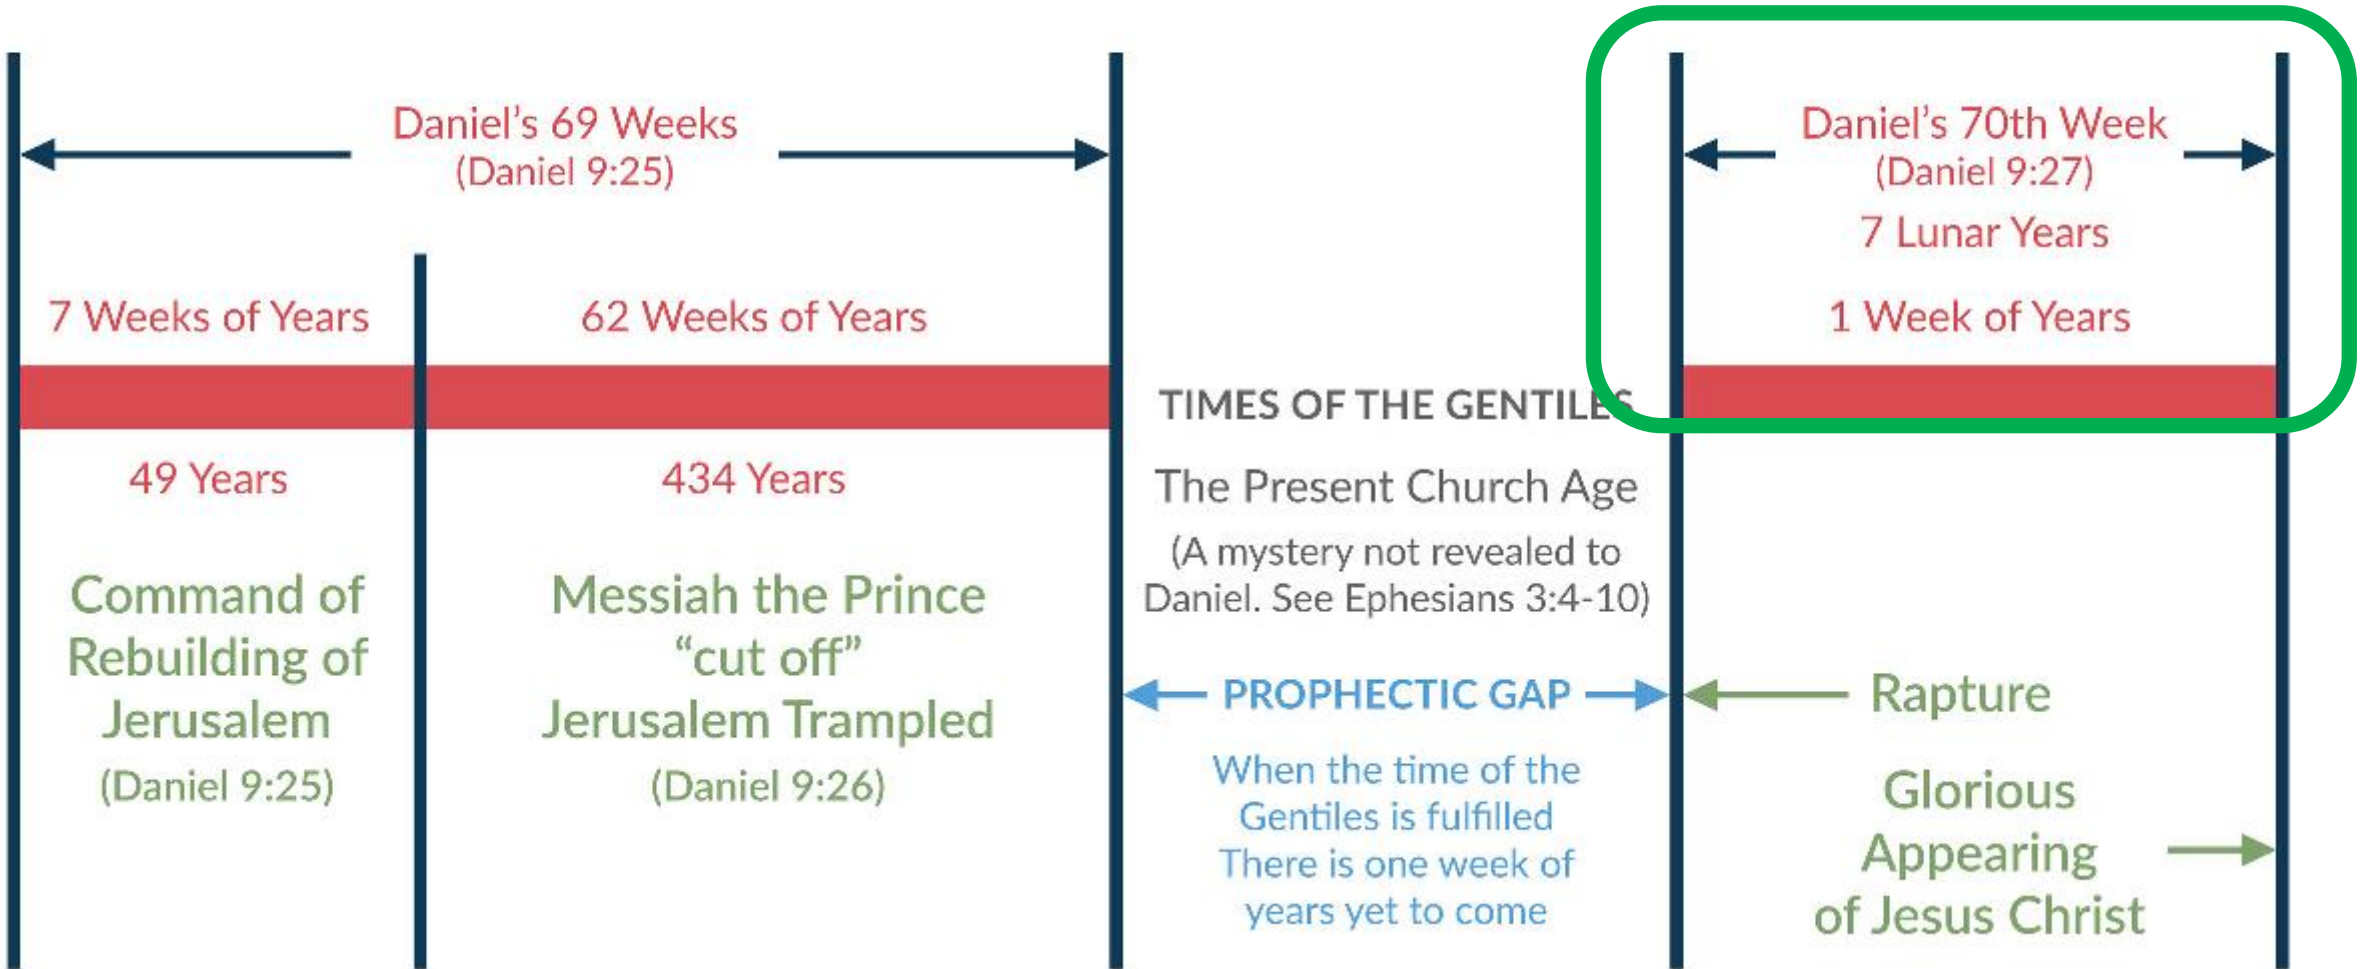 Daniel's 69 Weeks
(Daniel 9:25)
7 Weeks of Years
62 Weeks of Years
49 Years
434 Years
Command of
Rebuilding of
Jerusalem
(Daniel 9:25)
Messiah the Prince
“cut off”
Jerusalem Trampled
(Daniel 9:26)
TIMES OF THE GENTILES
The Present Church Age
(A mystery not revealed to
Daniel. See Ephesians 3:4-10)
PROPHECTIC GAP
When the time of the
Gentiles is fulfilled
There is one week of
years yet to come
Daniel's 70th Week
(Daniel 9:27)
7 Lunar Years
1 Week of Years
Rapture
Glorious
Appearing
of Jesus Christ